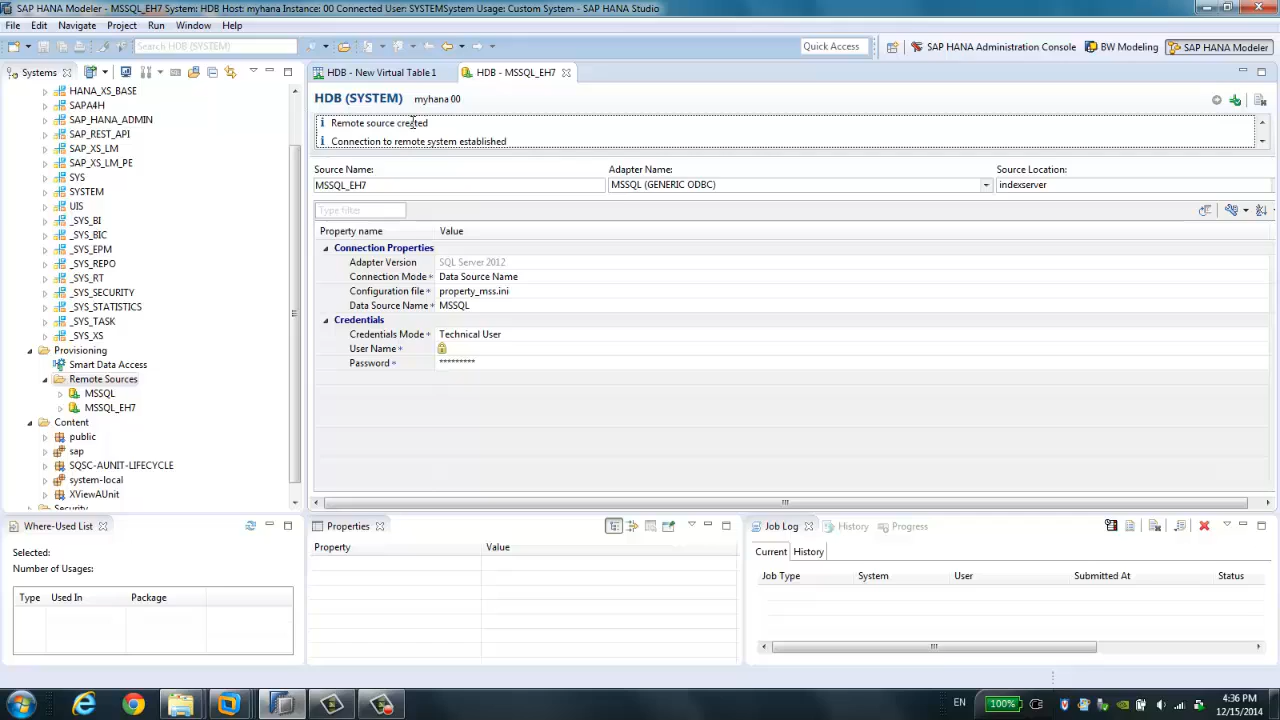 SAP HANA Modeler - MSSQL_EH7 System: HDB Host: myhana Instance: 00 Connected User: SYSTEMSystem Usage: Custom System - SAP HANA Studio
File Edit Navigate Project Run Window Help
Search HDB (SYSTEM)
Quick Access
SAP HANA Administration Console
BW Modeling
SAP HANA Modeler
Systems
HANA_XS_BASE
SAPA4H
SAP_HANA_ADMIN
SAP_REST_API
SAP_XS_LM
SAP_XS_LM_PE
SYS
SYSTEM
UIS
_SYS_BI
_SYS_BIC
_SYS_EPM
_SYS_REPO
_SYS_RT
_SYS_SECURITY
_SYS_STATISTICS
_SYS_TASK
_SYS_XS
Provisioning
Smart Data Access
Remote Sources
MSSQL
MSSQL_EH7
Content
public
sap
SQSC-AUNIT-LIFECYCLE
system-local
XViewAUnit
Security
HDB - New Virtual Table 1
HDB - MSSQL_EH7
HDB (SYSTEM) myhana 00
Remote source created
Connection to remote system established
Source Name: Adapter Name: Source Location:
MSSQL_EH7 MSSQL (GENERIC ODBC) indexserver
Type filter
Property name Value
Connection Properties
Adapter Version SQL Server 2012
Connection Mode* Data Source Name
Configuration file* property_mss.ini
Data Source Name* MSSQL
Credentials
Credentials Mode* Technical User
User Name*
Password* *********
Where-Used List
Selected:
Number of Usages:
Type Used In Package
Properties
Property Value
Job Log History Progress
Current History
Job Type System User Submitted At Status
EN 100% 4:36 PM
12/15/2014